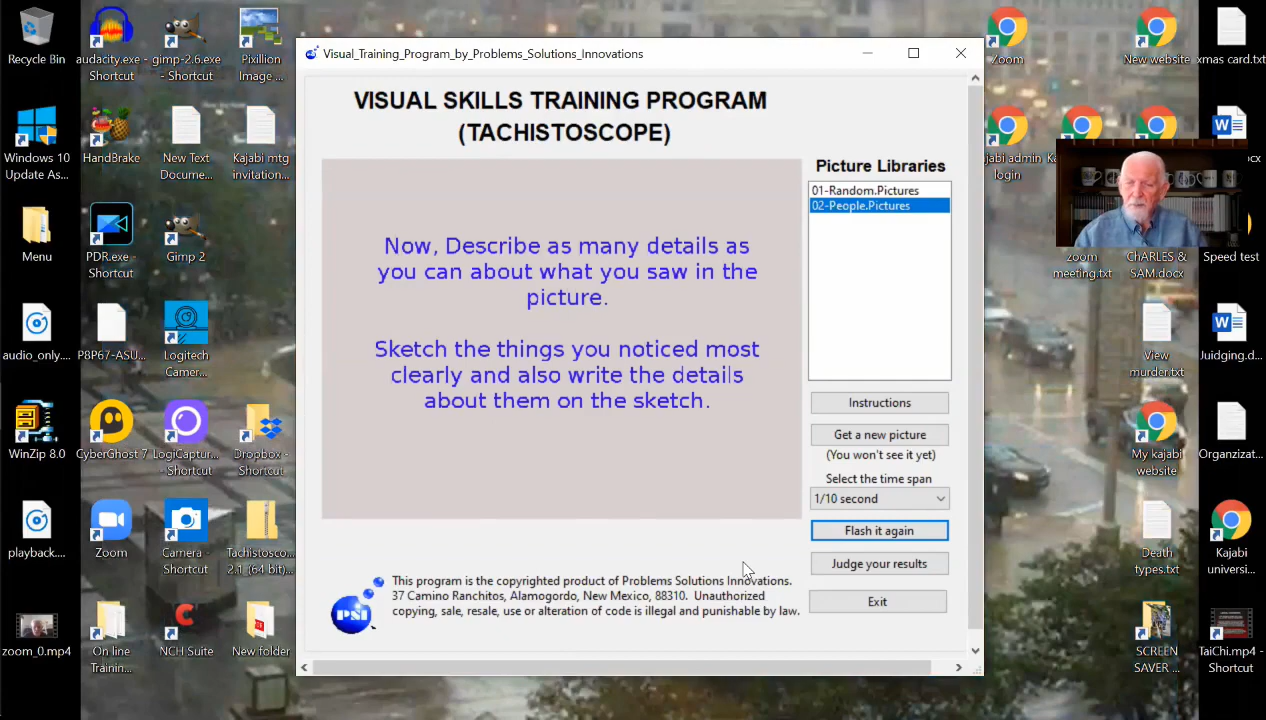 Recycle Bin
audacity.exe - Shortcut
gimp-2.6.exe - Shortcut
Pixillion Image ...
Windows 10 Update As...
HandBrake
New Text Docume...
Kajabi mtg invitation...
Menu
PDR.exe - Shortcut
Gimp 2
audio_only....
P8P67-ASU...
Logitech Camer...
WinZip 8.0
CyberGhost 7
LogiCaptur... - Shortcut
Dropbox - Shortcut
playback....
Zoom
Camera - Shortcut
Tachistosco... 2.1 (64 bit)...
zoom_0.mp4
On line Trainin...
NCH Suite
New folder
Visual_Training_Program_by_Problems_Solutions_Innovations
VISUAL SKILLS TRAINING PROGRAM
(TACHISTOSCOPE)
Now, Describe as many details as
you can about what you saw in the
picture.
Sketch the things you noticed most
clearly and also write the details
about them on the sketch.
Picture Libraries
01-Random.Pictures
02-People.Pictures
Instructions
Get a new picture
(You won't see it yet)
Select the time span
1/10 second
Flash it again
Judge your results
Exit
PSI
This program is the copyrighted product of Problems Solutions Innovations.
37 Camino Ranchitos, Alamogordo, New Mexico, 88310. Unauthorized
copying, sale, resale, use or alteration of code is illegal and punishable by law.
Zoom
New website
xmas card.txt
login
zoom meeting.txt
ChARLES & SAM.docx
Speed test
View murder.txt
Juidging.d...
My kajabi website
Organzitat...
Death types.txt
Kajabi universi...
SCREEN SAVER ...
TaiChi.mp4 - Shortcut